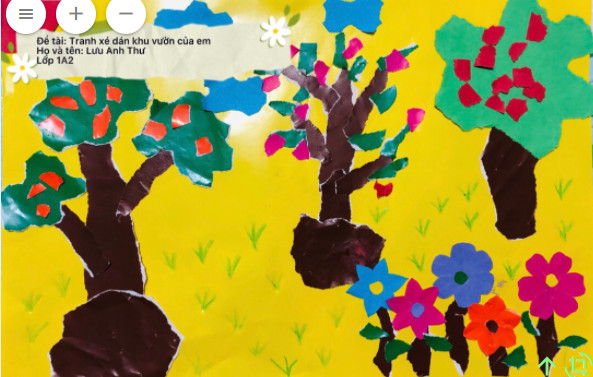 Đề tài: Tranh xé dán khu vườn của em
Họ và tên: Lưu Anh Thư
Lớp 1A2